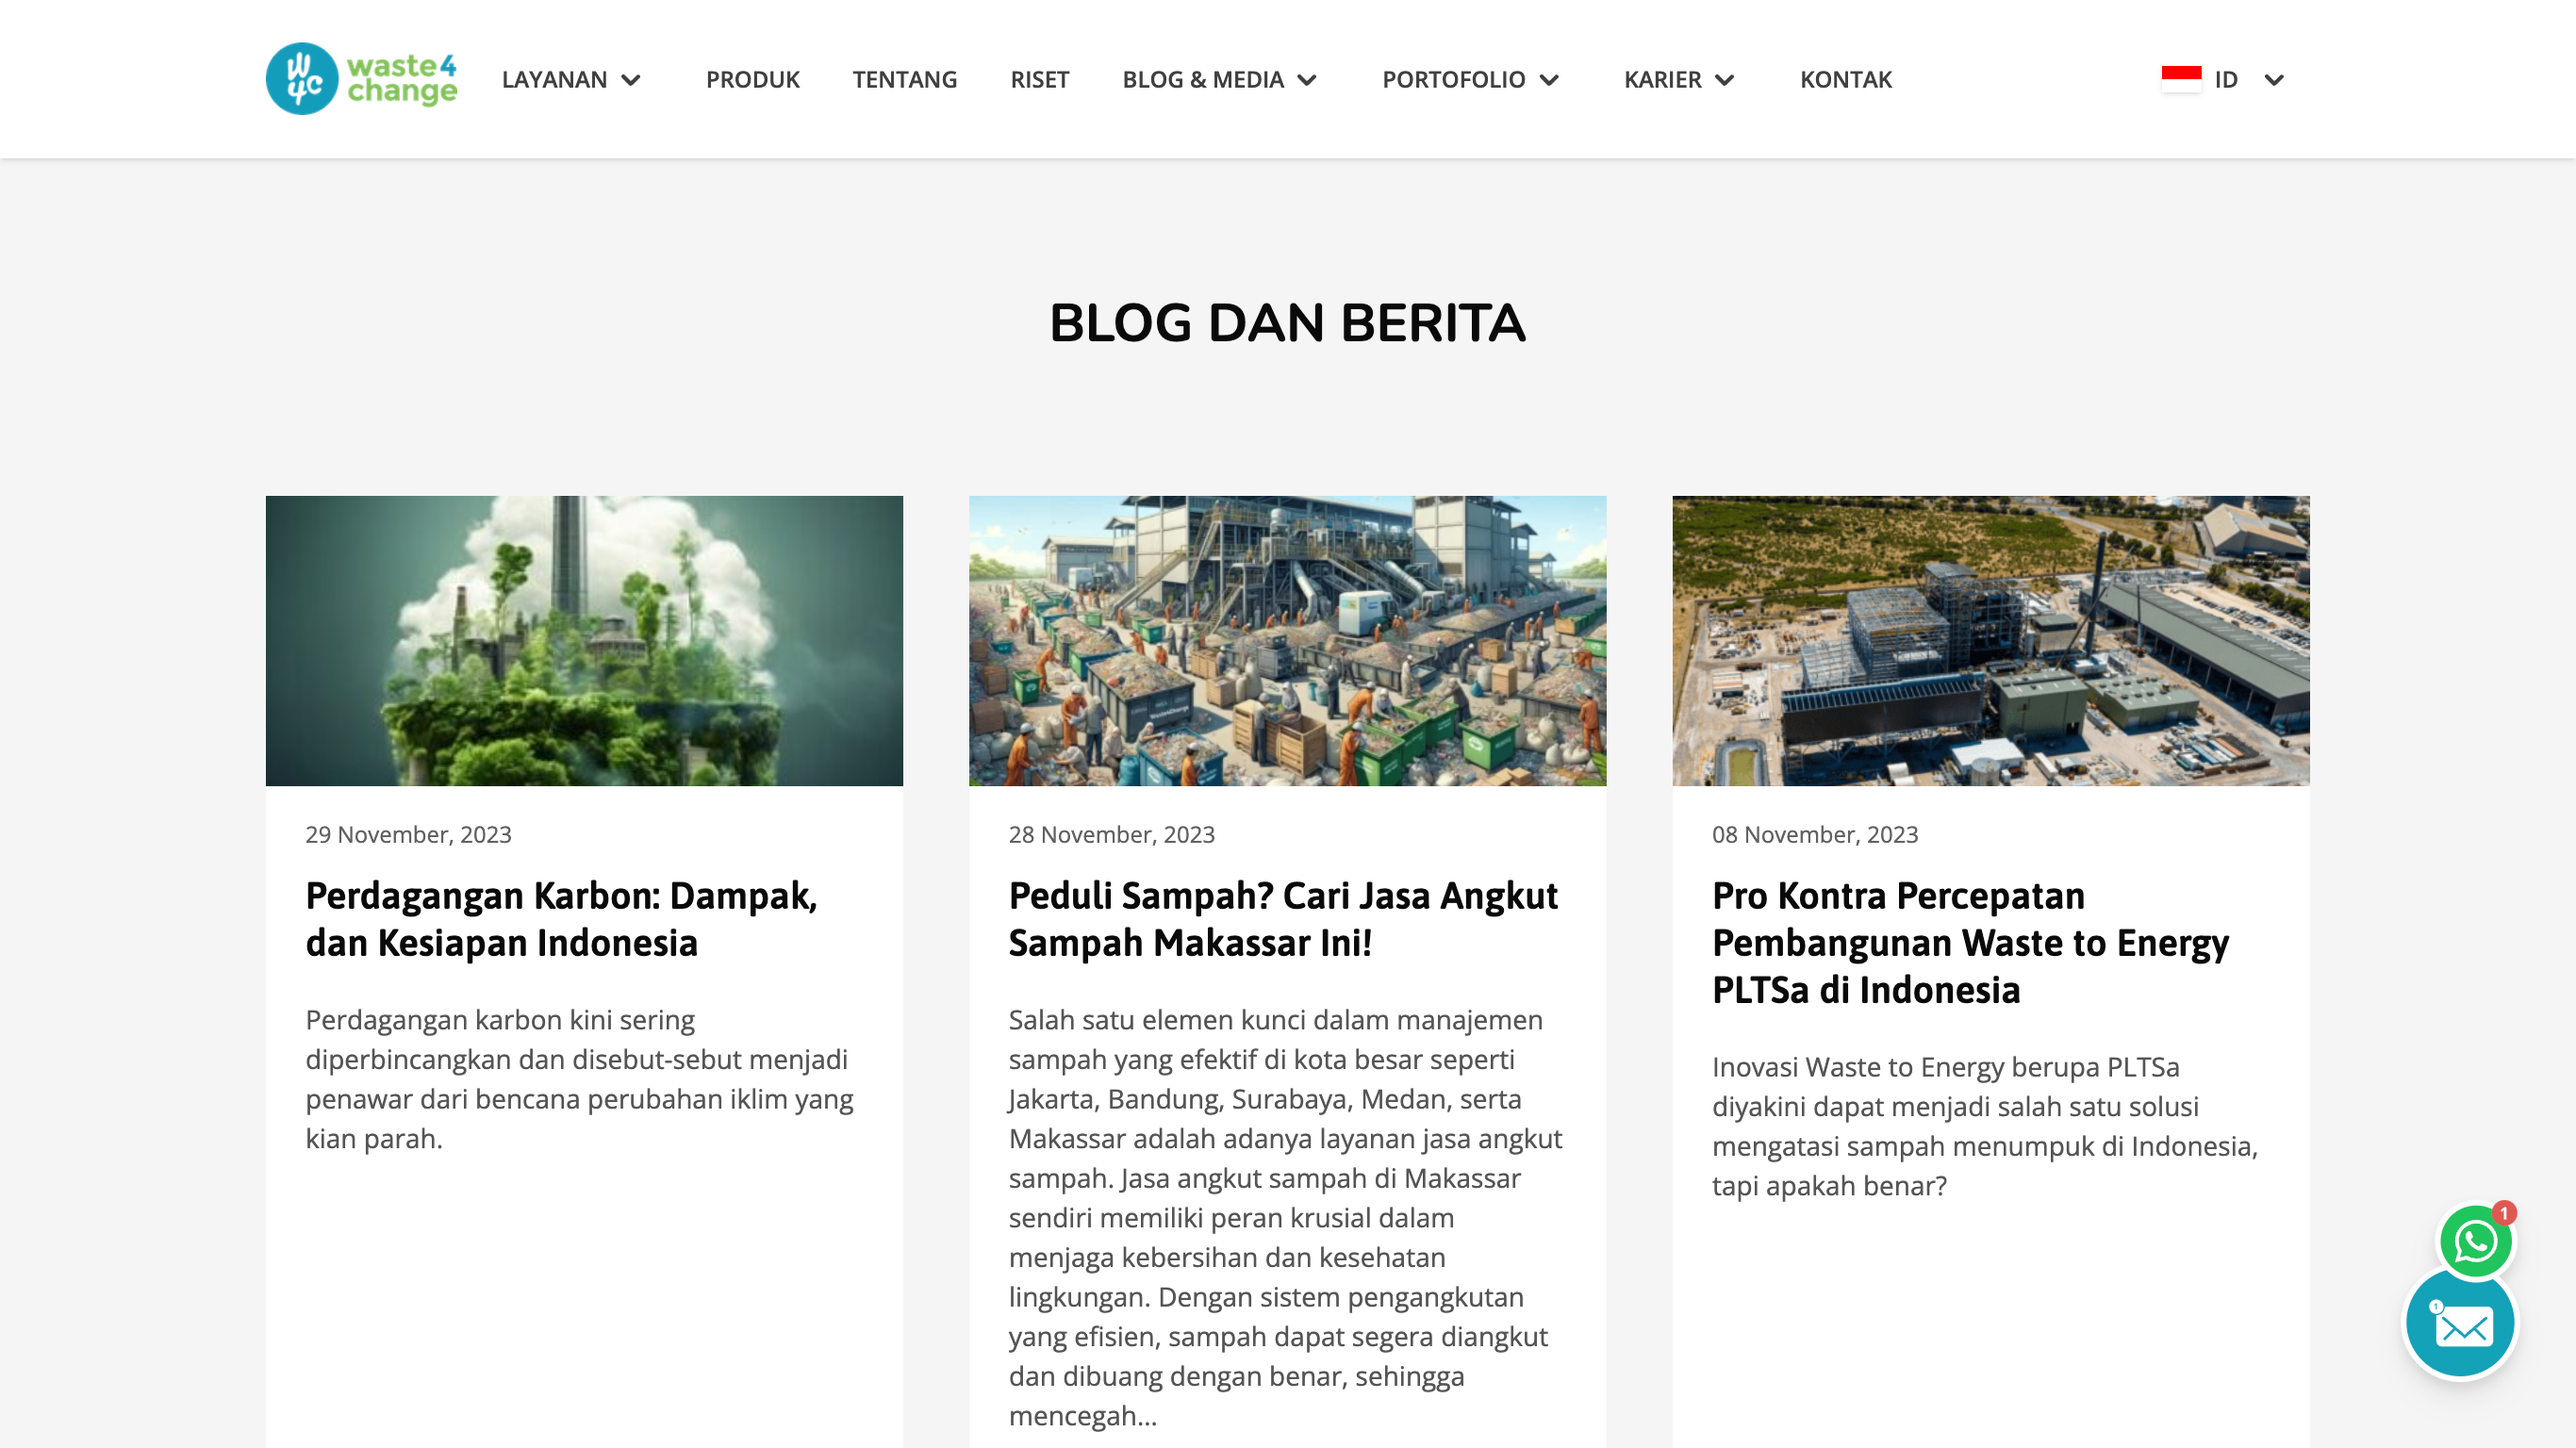 waste4
change
LAYANAN
PRODUK
TENTANG
RISET
BLOG & MEDIA
PORTOFOLIO
KARIER
KONTAK
ID
BLOG DAN BERITA
29 November, 2023
Perdagangan Karbon: Dampak,
dan Kesiapan Indonesia
Perdagangan karbon kini sering
diperbincangkan dan disebut-sebut menjadi
penawar dari bencana perubahan iklim yang
kian parah.
28 November, 2023
Peduli Sampah? Cari Jasa Angkut
Sampah Makassar Ini!
Salah satu elemen kunci dalam manajemen
sampah yang efektif di kota besar seperti
Jakarta, Bandung, Surabaya, Medan, serta
Makassar adalah adanya layanan jasa angkut
sampah. Jasa angkut sampah di Makassar
sendiri memiliki peran krusial dalam
menjaga kebersihan dan kesehatan
lingkungan. Dengan sistem pengangkutan
yang efisien, sampah dapat segera diangkut
dan dibuang dengan benar, sehingga
mencegah...
08 November, 2023
Pro Kontra Percepatan
Pembangunan Waste to Energy
PLTSa di Indonesia
Inovasi Waste to Energy berupa PLTSa
diyakini dapat menjadi salah satu solusi
mengatasi sampah menumpuk di Indonesia,
tapi apakah benar?
1
1